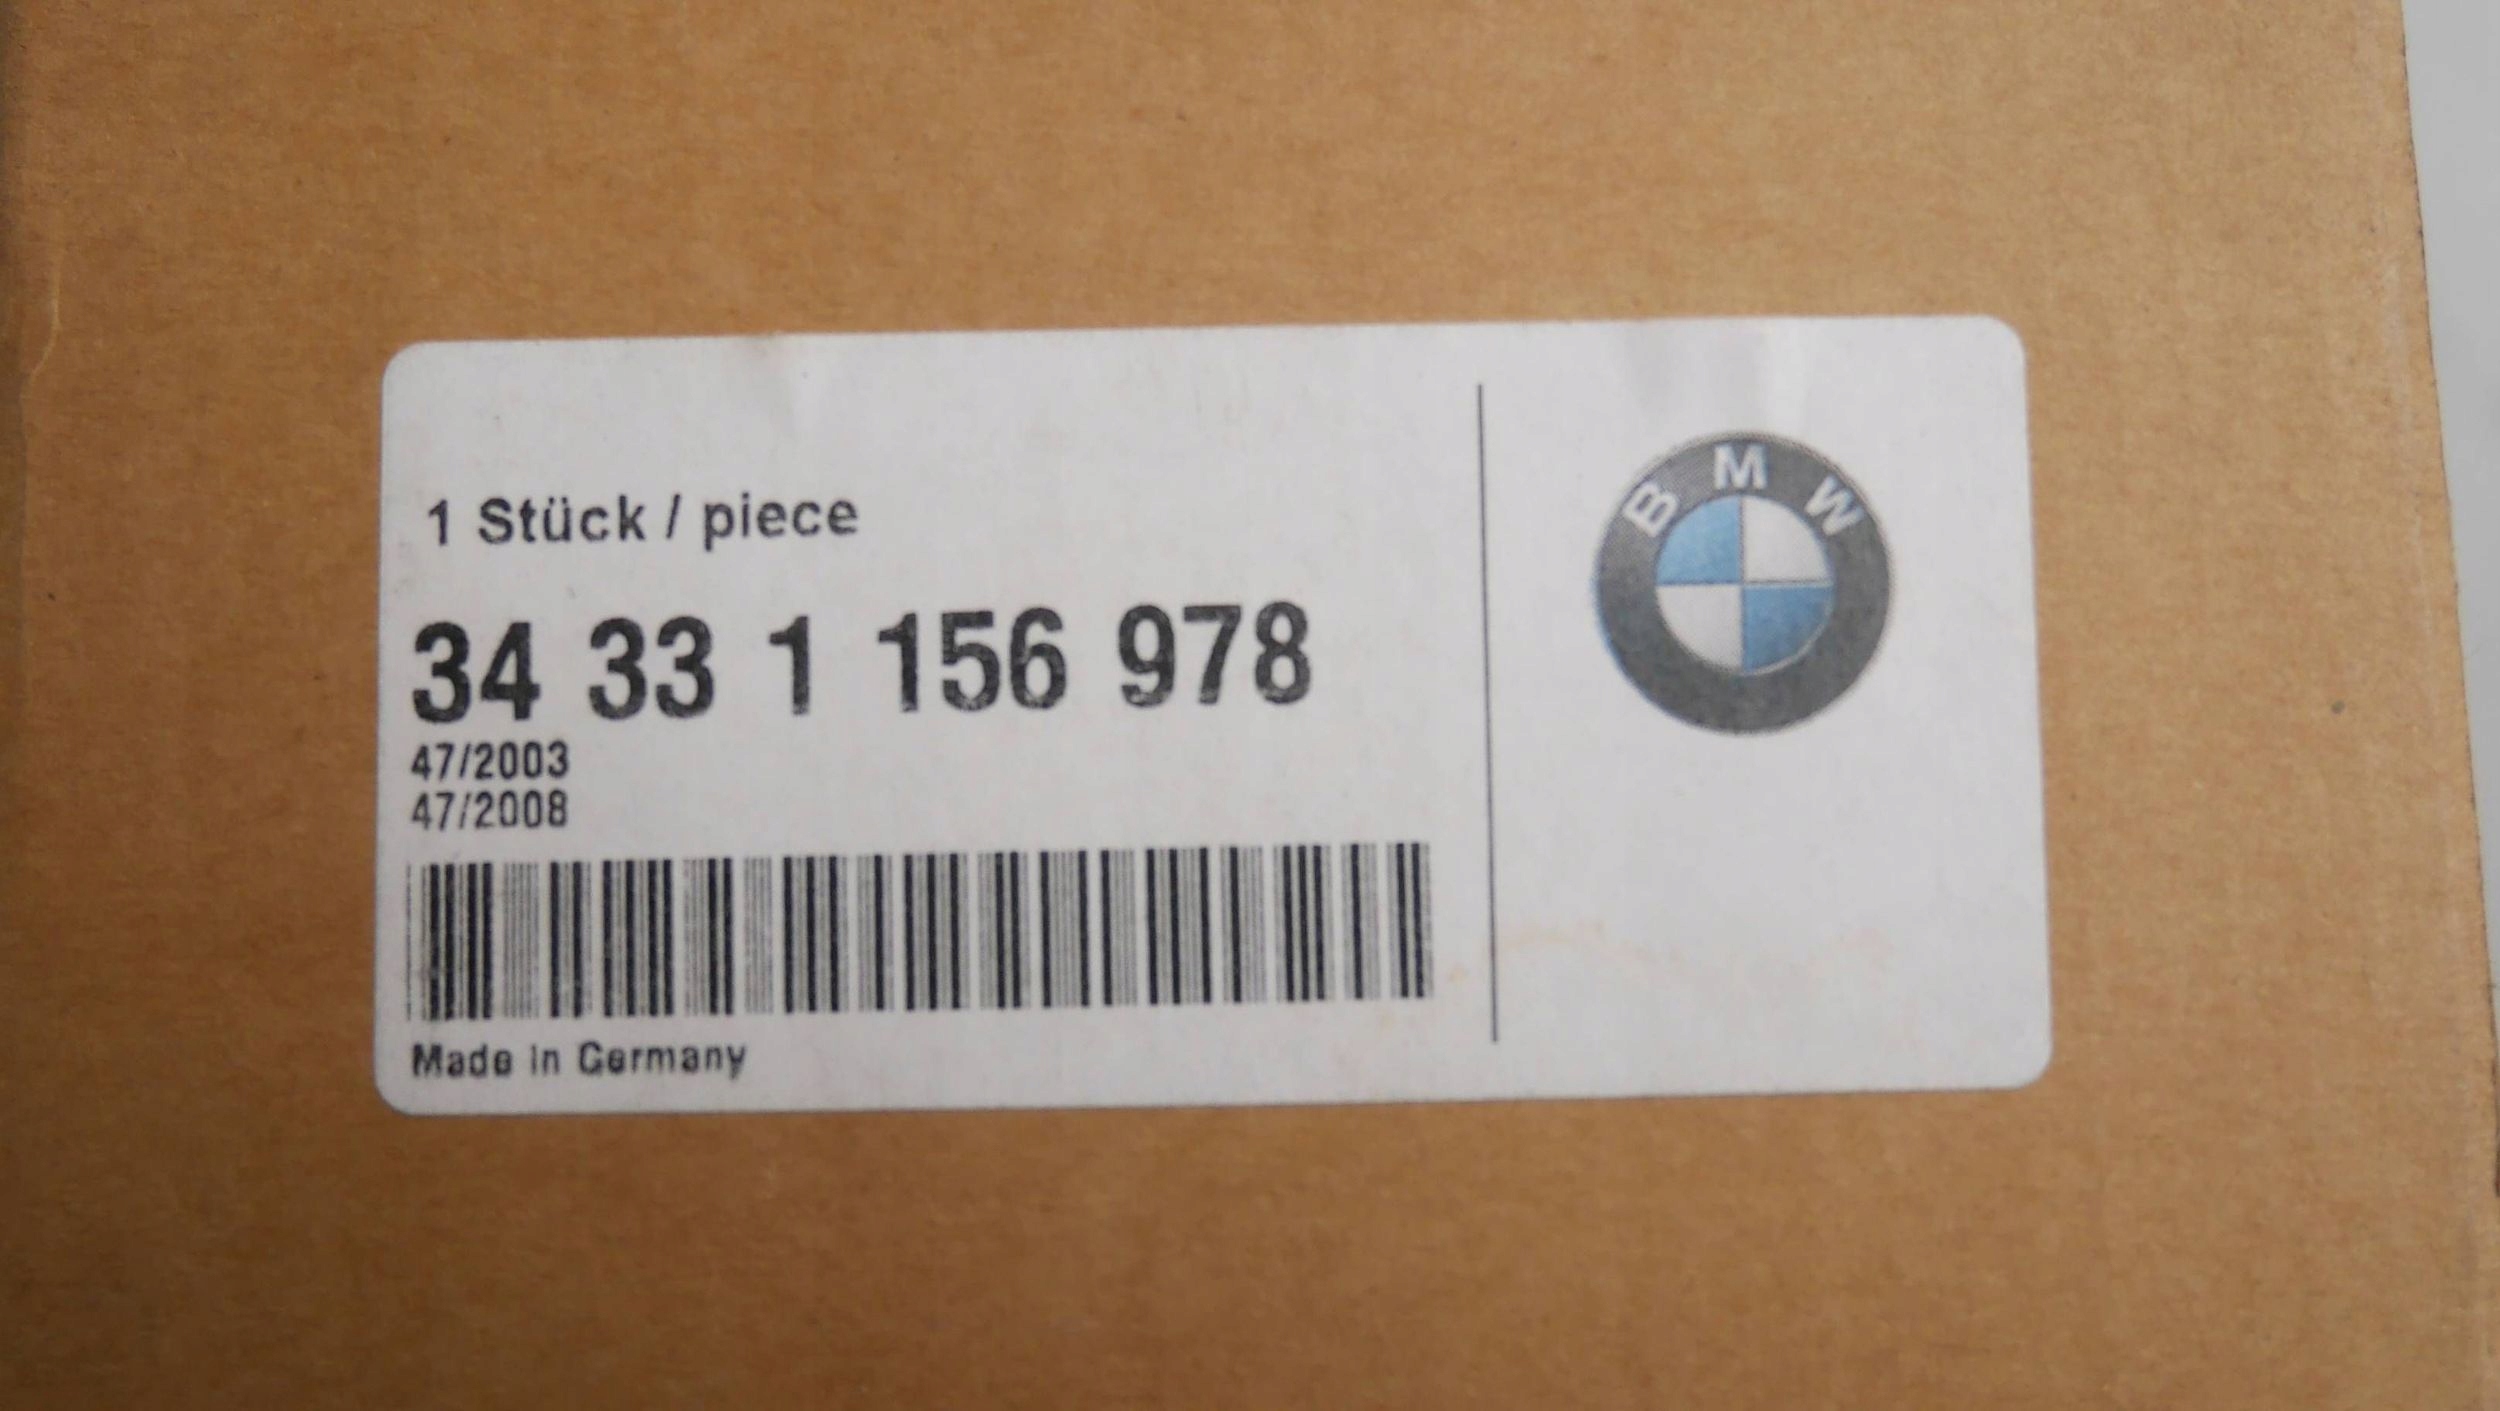 1 Stück / piece
34 33 1 156 978
47/2003
47/2008
Made in Germany
BMW